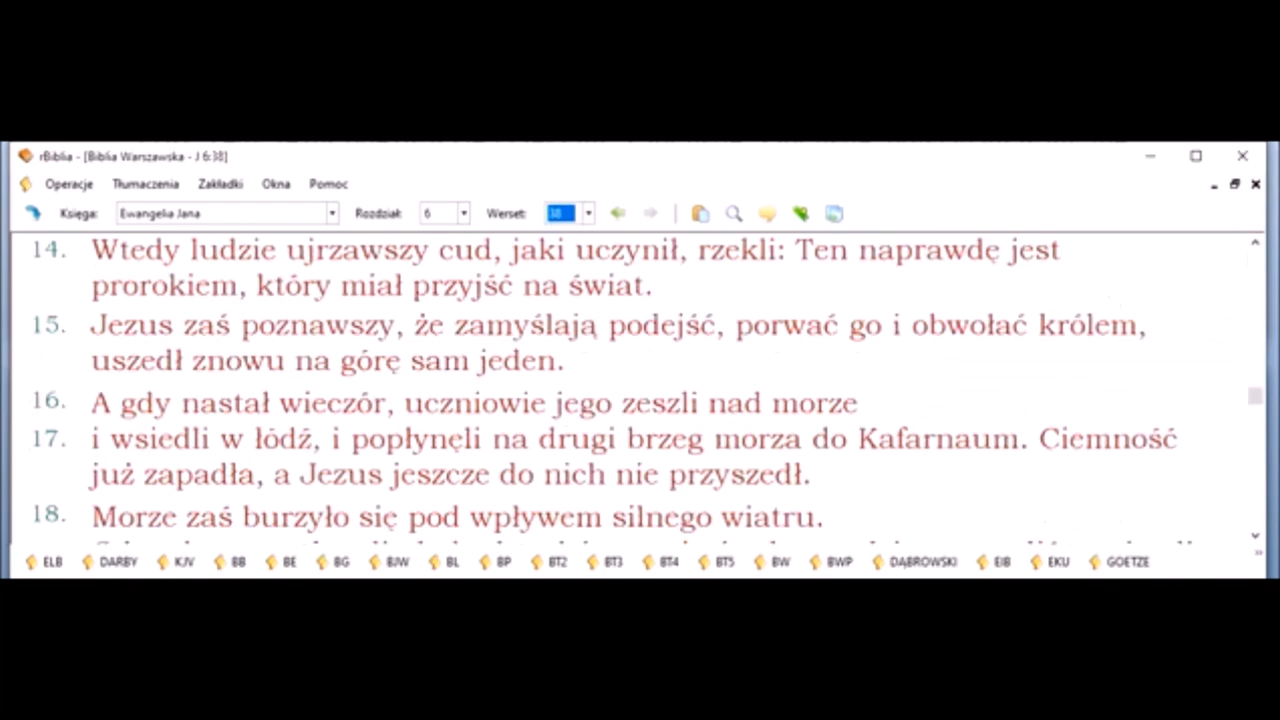 rBiblia - [Biblia Warszawska - J 6:38]
Operacje Tłumaczenia Zakładki Okna Pomoc
Księga: Ewangelia Jana Rozdział: 6 Werset: 38
14. Wtedy ludzie ujrzawszy cud, jaki uczynił, rzekli: Ten naprawdę jest
prorokiem, który miał przyjść na świat.
15. Jezus zaś poznawszy, że zamyślają podejść, porwać go i obwołać królem,
uszedł znowu na górę sam jeden.
16. A gdy nastał wieczór, uczniowie jego zeszli nad morze
17. i wsiedli w łódź, i popłynęli na drugi brzeg morza do Kafarnaum. Ciemność
już zapadła, a Jezus jeszcze do nich nie przyszedł.
18. Morze zaś burzyło się pod wpływem silnego wiatru.
ELB DARBY KJV BB BE BG BJW BL BP BT2 BT3 BT4 BT5 BW BWP DĄBROWSKI EIB EKU GOETZE